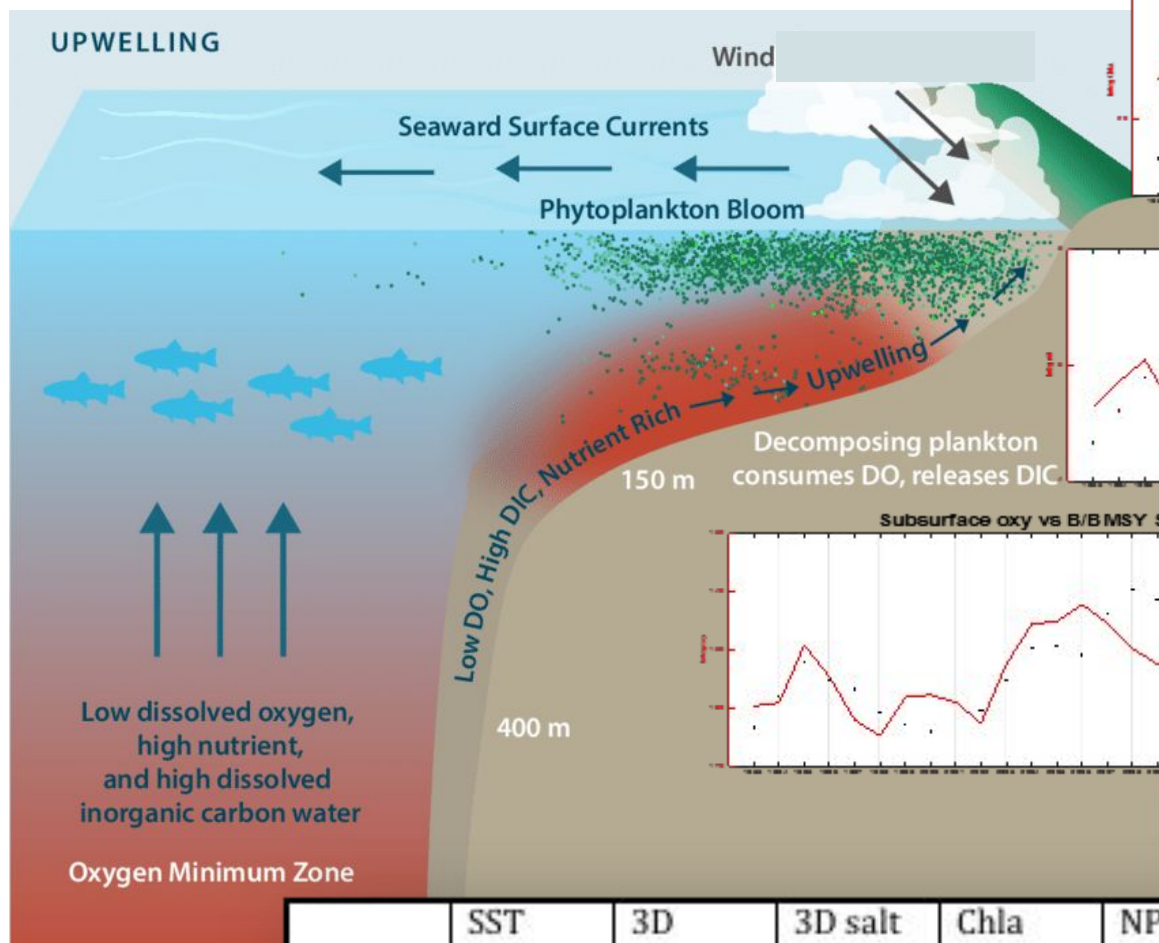 UPWELLING
Wind
Seaward Surface Currents
Phytoplankton Bloom
Upwelling
Low DO, High DIC, Nutrient Rich
150 m
Decomposing plankton
consumes DO, releases DIC
Subsurface oxy vs B/BMSY
400 m
Low dissolved oxygen,
high nutrient,
and high dissolved
inorganic carbon water
Oxygen Minimum Zone
SST 3D 3D salt Chla